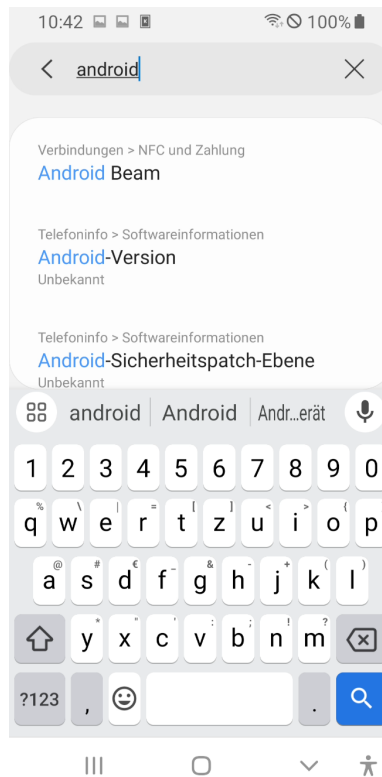 10:42 100%
android
Verbindungen > NFC und Zahlung
Android Beam
Telefoninfo > Softwareinformationen
Android-Version
Unbekannt
Telefoninfo > Softwareinformationen
Android-Sicherheitspatch-Ebene
Unbekannt
android Android Andr...erät
1 2 3 4 5 6 7 8 9 0
% \ | = [ ] < > {
q w e r t z u i o p
@ # € _ & - + ( )
a s d f g h j k l
* " ' : ; ! ?
y x c v b n m
?123 , .